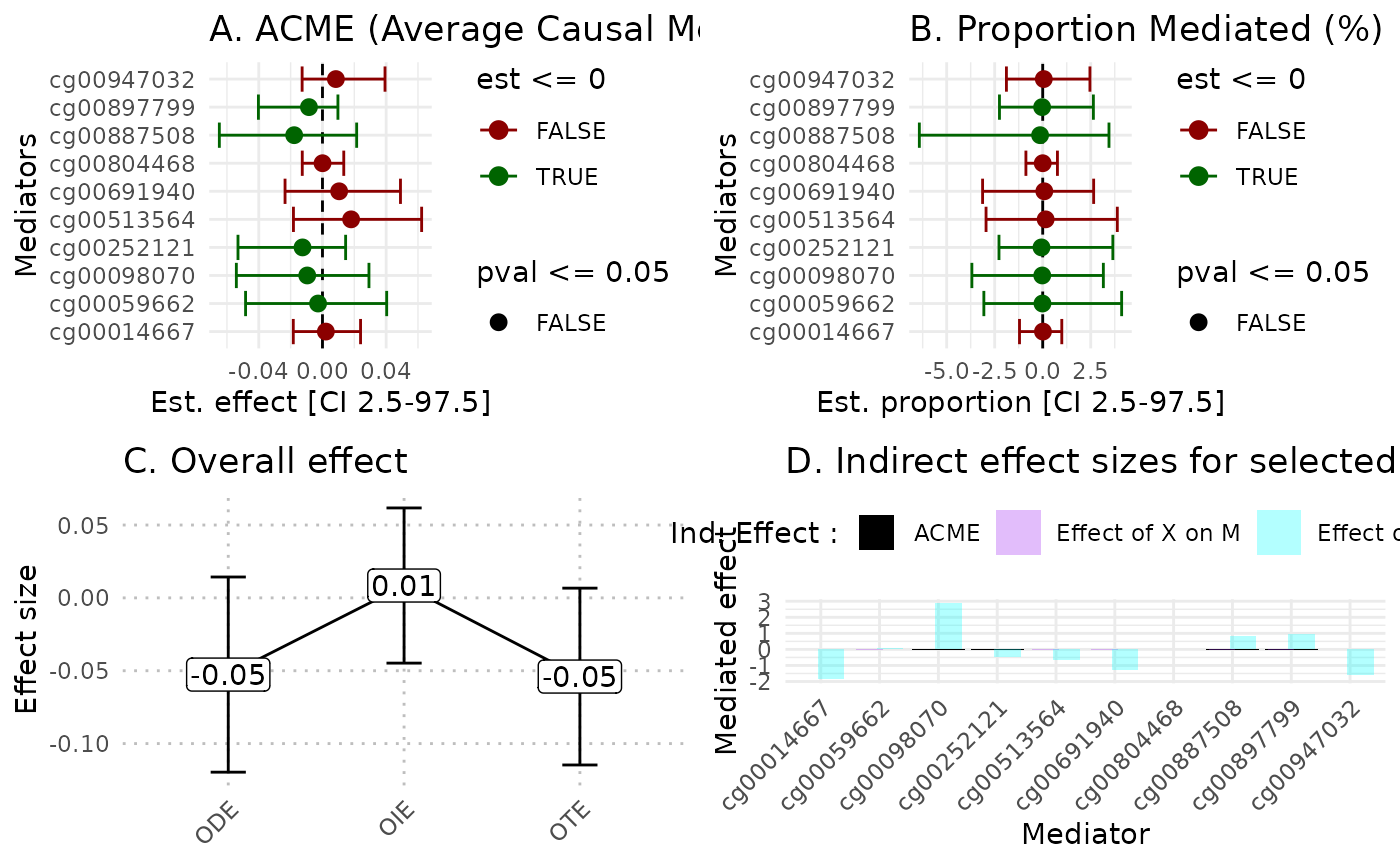 A. ACME (Average Causal Me
Mediators
cg00947032
cg00897799
cg00887508
cg00804468
cg00691940
cg00513564
cg00252121
cg00098070
cg00059662
cg00014667
-0.04 0.00 0.04
Est. effect [CI 2.5-97.5]
est <= 0
FALSE
TRUE
pval <= 0.05
FALSE
B. Proportion Mediated (%)
Mediators
cg00947032
cg00897799
cg00887508
cg00804468
cg00691940
cg00513564
cg00252121
cg00098070
cg00059662
cg00014667
-5.0 -2.5 0.0 2.5
Est. proportion [CI 2.5-97.5]
est <= 0
FALSE
TRUE
pval <= 0.05
FALSE
C. Overall effect
Effect size
0.05
0.00
-0.05
-0.10
-0.05
0.01
-0.05
ODE
OIE
OTE
D. Indirect effect sizes for selected
Ind. Effect :
ACME
Effect of X on M
Effect o
Mediated effect
3
2
1
0
-1
-2
cg00014667
cg00059662
cg00098070
cg00252121
cg00513564
cg00691940
cg00804468
cg00887508
cg00897799
cg00947032
Mediator